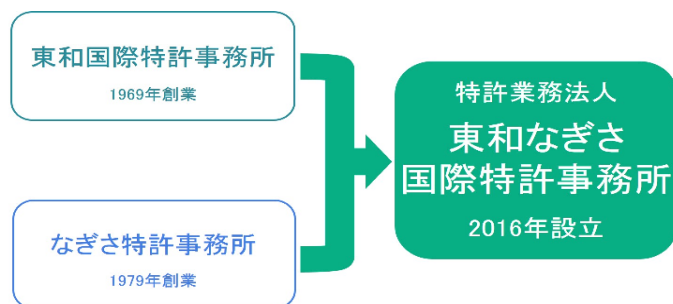 東和国際特許事務所
1969年創業
なぎさ特許事務所
1979年創業
特許業務法人
東和なぎさ
国際特許事務所
2016年設立